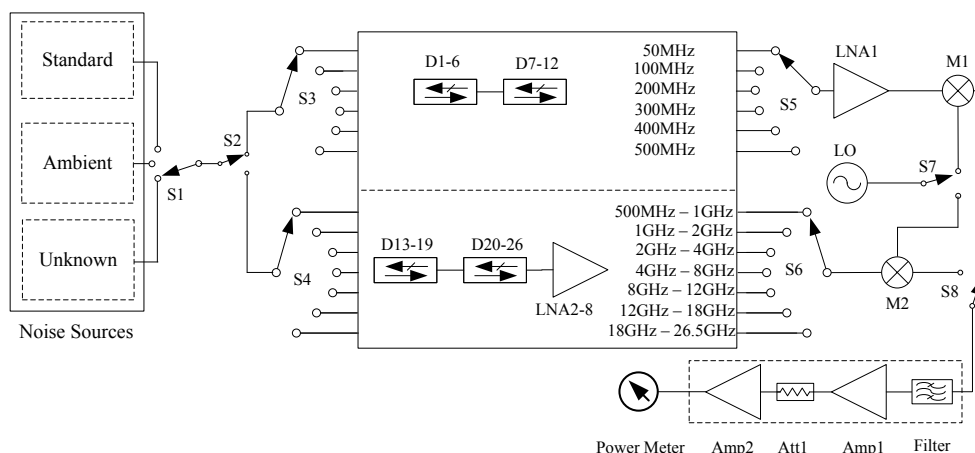 Standard
Ambient
Unknown
Noise Sources
S1
S2
S3
S4
D1-6
D7-12
50MHz
100MHz
200MHz
300MHz
400MHz
500MHz
D13-19
D20-26
LNA2-8
500MHz – 1GHz
1GHz – 2GHz
2GHz – 4GHz
4GHz – 8GHz
8GHz – 12GHz
12GHz – 18GHz
18GHz – 26.5GHz
S5
LNA1
M1
LO
S7
S6
M2
S8
Power Meter
Amp2
Att1
Amp1
Filter